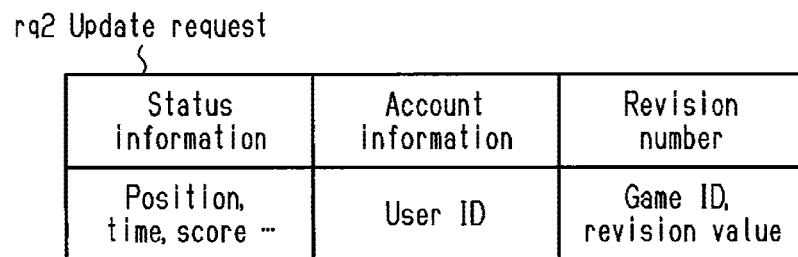 rq2 Update request
Status Account Revision
information information number
Position, User ID Game ID,
time, score … revision value